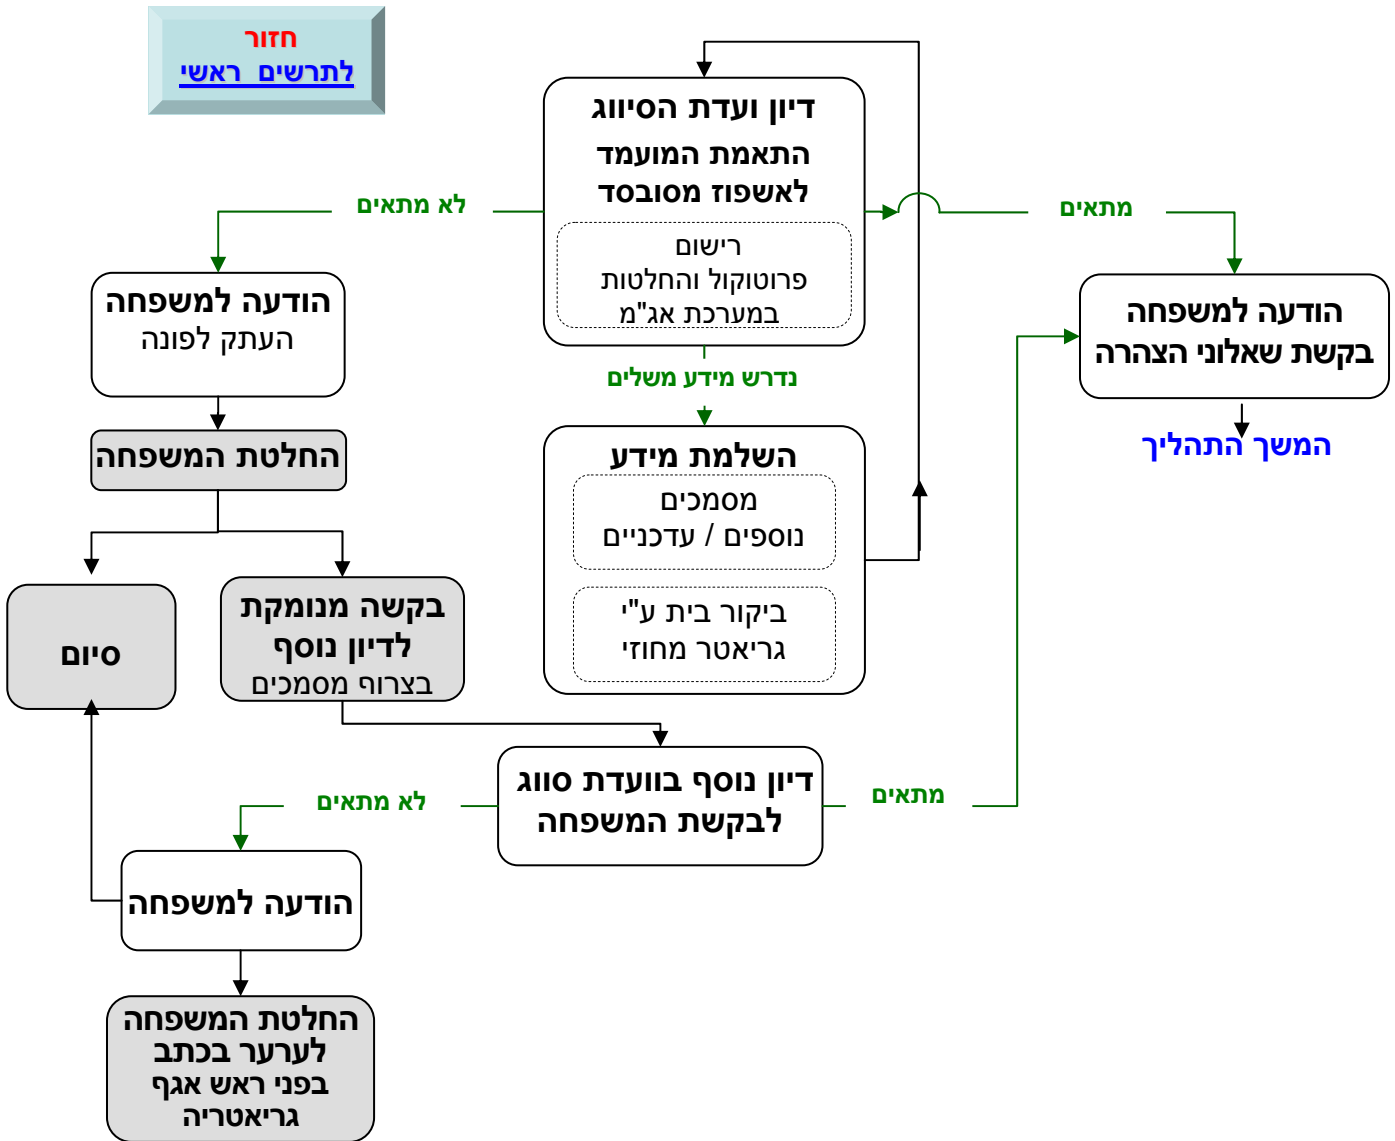 חזור
לתרשים ראשי
דיון ועדת הסיווג
התאמת המועמד
לאשפוז מסובסד
רישום
פרוטוקול והחלטות
במערכת אג"מ
מתאים
לא מתאים
הודעה למשפחה
בקשת שאלוני הצהרה
המשך התהליך
הודעה למשפחה
העתק לפונה
נדרש מידע משלים
השלמת מידע
מסמכים
נוספים / עדכניים
ביקור בית ע"י
גריאטר מחוזי
החלטת המשפחה
בקשה מנומקת
לדיון נוסף
בצרוף מסמכים
סיום
דיון נוסף בוועדת סווג
לבקשת המשפחה
מתאים
לא מתאים
הודעה למשפחה
החלטת המשפחה
לערער בכתב
בפני ראש אגף
גריאטריה